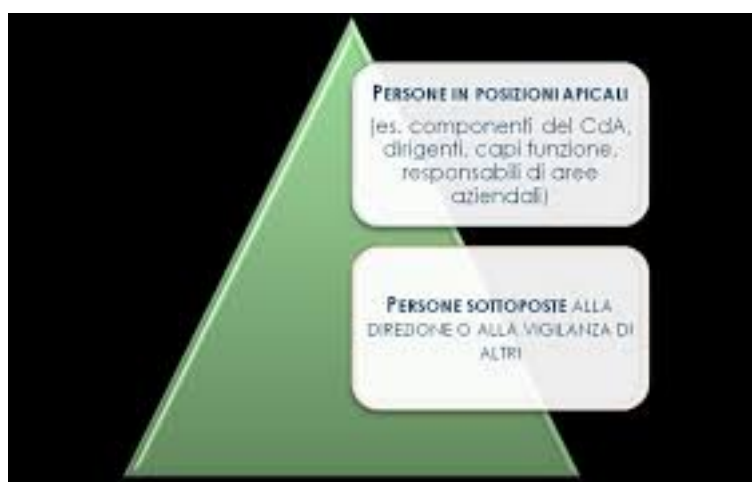 PERSONE IN POSIZIONI APICALI
(es. componenti del CdA,
dirigenti, capi funzione,
responsabili di aree
aziendali)
PERSONE SOTTOPOSTE ALLA
DIREZIONE O ALLA VIGILANZA DI
ALTRI